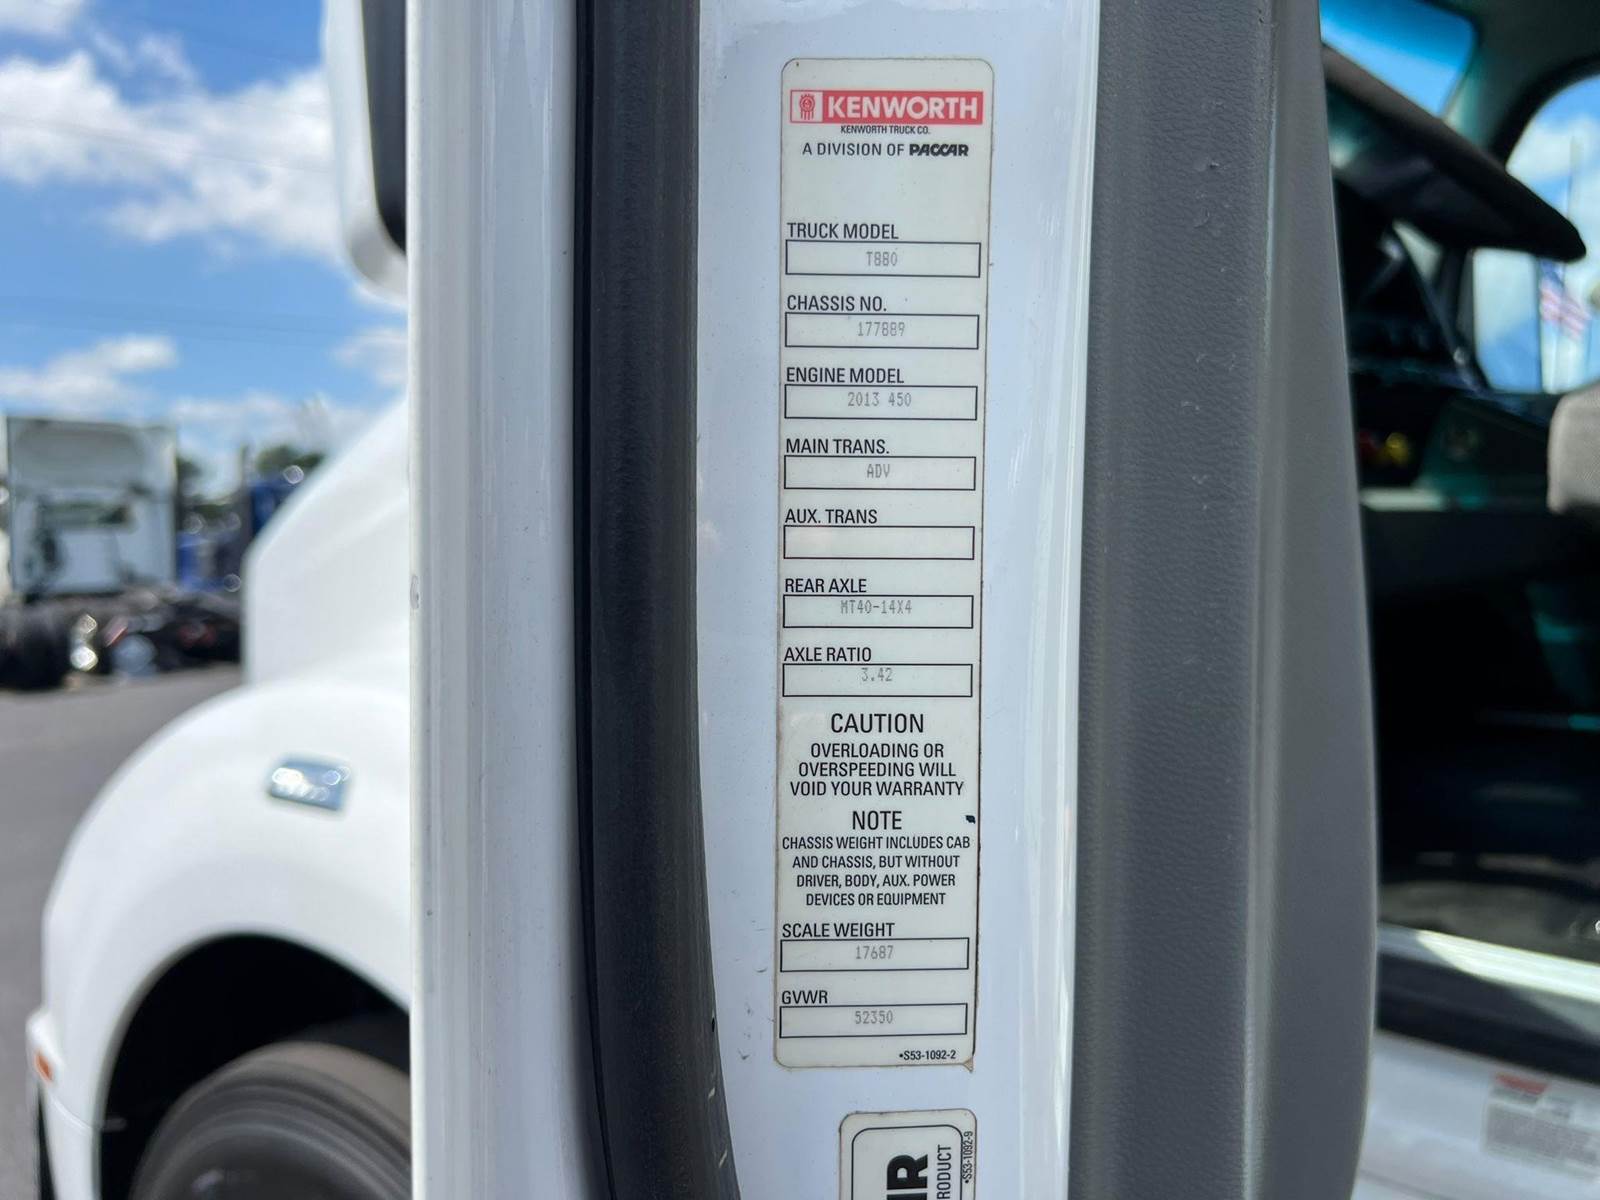 KENWORTH
KENWORTH TRUCK CO.
A DIVISION OF PACCAR
TRUCK MODEL
T880
CHASSIS NO.
177889
ENGINE MODEL
2013 450
MAIN TRANS.
ADV
AUX. TRANS
REAR AXLE
MT40-14X4
AXLE RATIO
3.42
CAUTION
OVERLOADING OR
OVERSPEEDING WILL
VOID YOUR WARRANTY
NOTE
CHASSIS WEIGHT INCLUDES CAB
AND CHASSIS, BUT WITHOUT
DRIVER, BODY, AUX. POWER
DEVICES OR EQUIPMENT
SCALE WEIGHT
17687
GVWR
52350
•S53-1092-2
•S53-1092-9